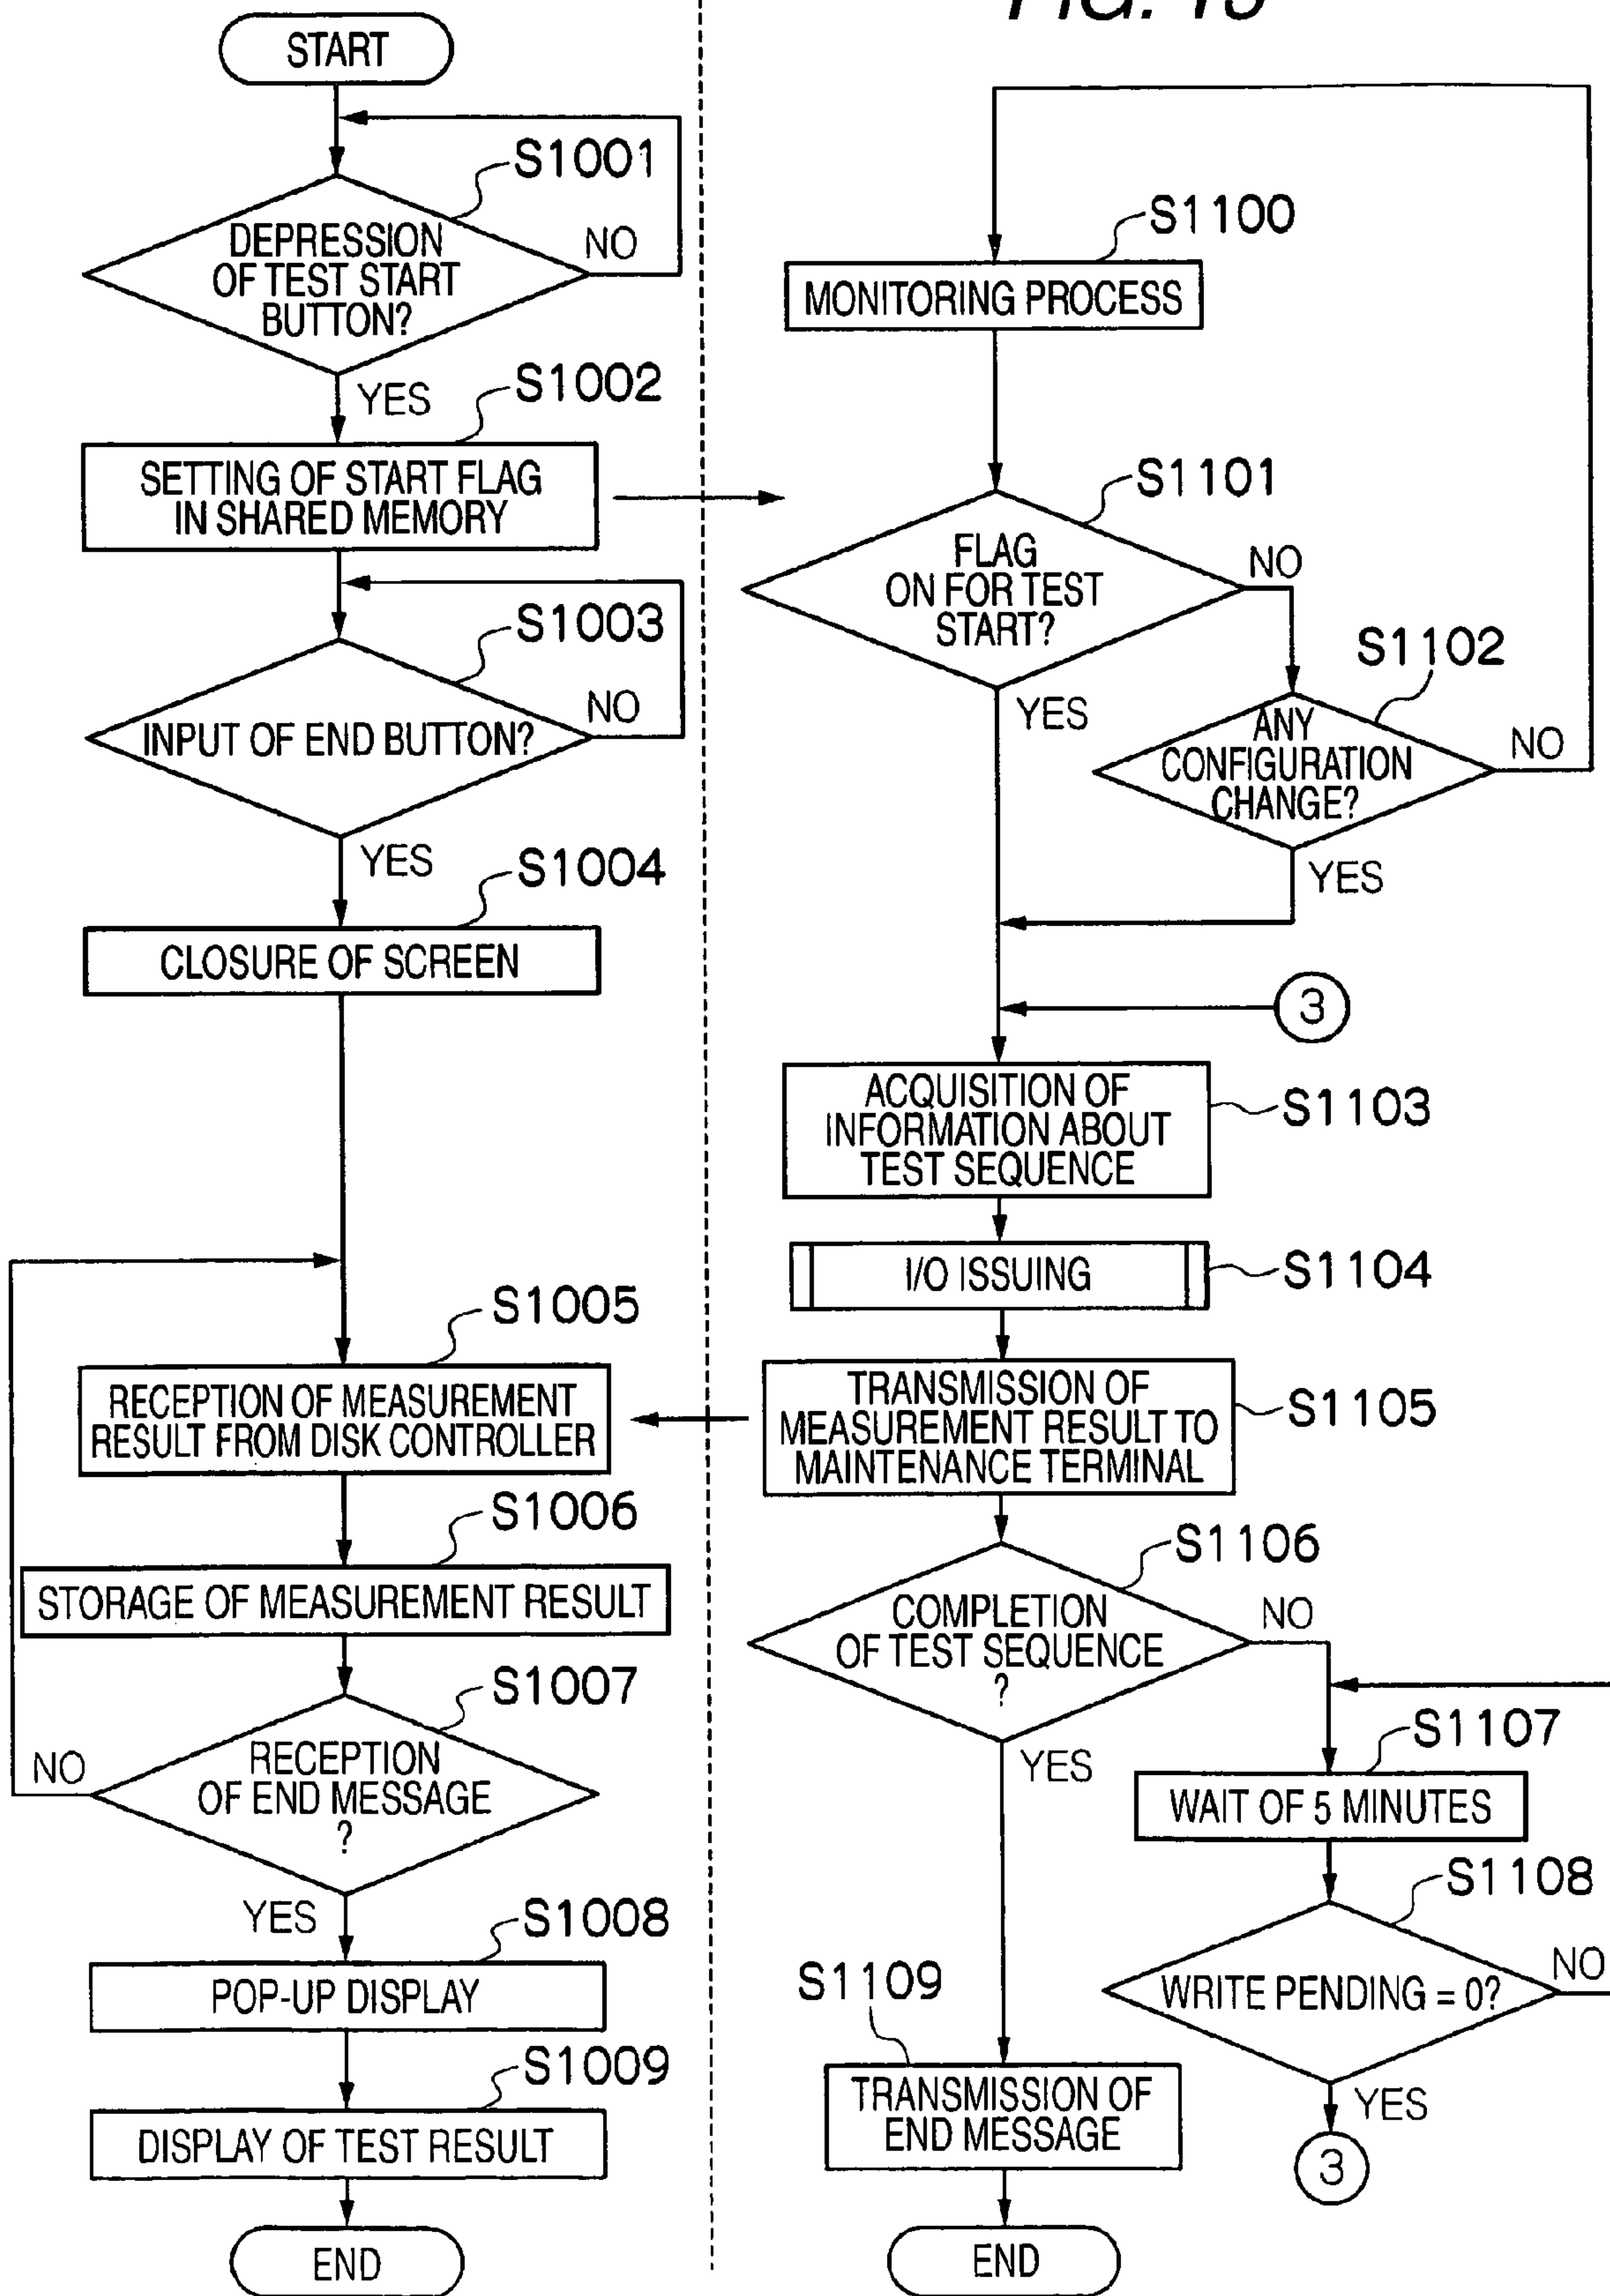 FIG.
START
S1001
DEPRESSION
OF TEST START
BUTTON?
NO
YES
S1002
SETTING OF START FLAG
IN SHARED MEMORY
S1003
INPUT OF END BUTTON?
NO
YES
S1004
CLOSURE OF SCREEN
S1005
RECEPTION OF MEASUREMENT
RESULT FROM DISK CONTROLLER
S1006
STORAGE OF MEASUREMENT RESULT
S1007
RECEPTION
OF END MESSAGE
?
NO
YES
S1008
POP-UP DISPLAY
S1009
DISPLAY OF TEST RESULT
END
S1100
MONITORING PROCESS
S1101
FLAG
ON FOR TEST
START?
NO
YES
S1102
ANY
CONFIGURATION
CHANGE?
NO
YES
3
ACQUISITION OF
INFORMATION ABOUT
TEST SEQUENCE
S1103
I/O ISSUING
S1104
TRANSMISSION OF
MEASUREMENT RESULT TO
MAINTENANCE TERMINAL
S1105
S1106
COMPLETION
OF TEST SEQUENCE
?
NO
YES
S1107
WAIT OF 5 MINUTES
S1108
WRITE PENDING = 0?
NO
YES
3
S1109
TRANSMISSION OF
END MESSAGE
END